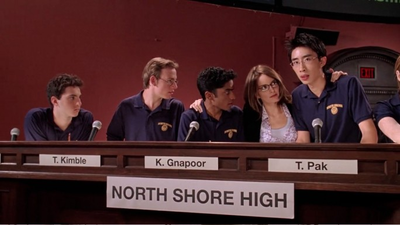 T. Kimble
K. Gnapoor
T. Pak
NORTH SHORE HIGH